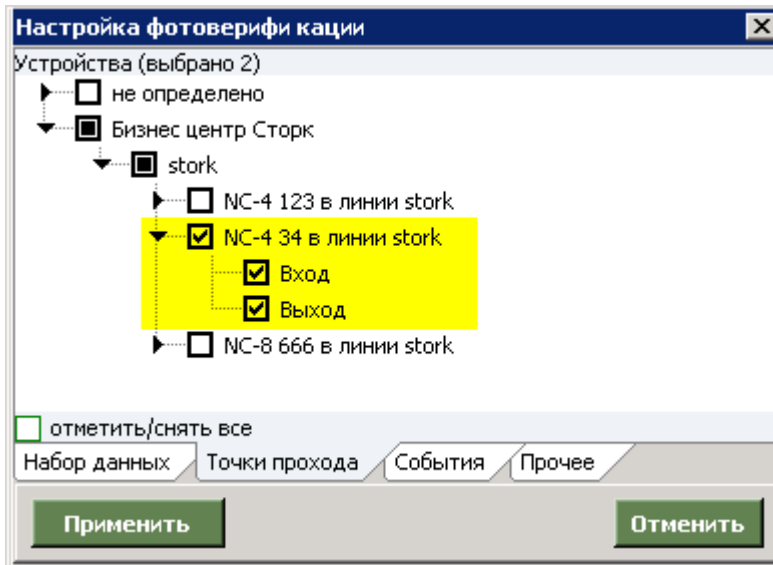 Настройка фотоверифи кации
Устройства (выбрано 2)
не определено
Бизнес центр Сторк
stork
NC-4 123 в линии stork
NC-4 34 в линии stork
Вход
Выход
NC-8 666 в линии stork
отметить/снять все
Набор данных Точки прохода События Прочее
Применить Отменить